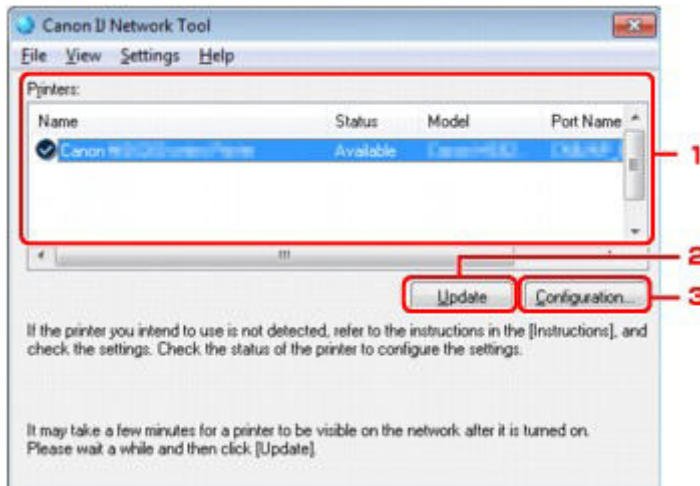 Canon IJ Network Tool
File View Settings Help
Printers:
Name Status Model Port Name
Canon Available
1
2
Update Configuration... 3
If the printer you intend to use is not detected, refer to the instructions in the [Instructions], and
check the settings. Check the status of the printer to configure the settings.
It may take a few minutes for a printer to be visible on the network after it is turned on.
Please wait a while and then click [Update].